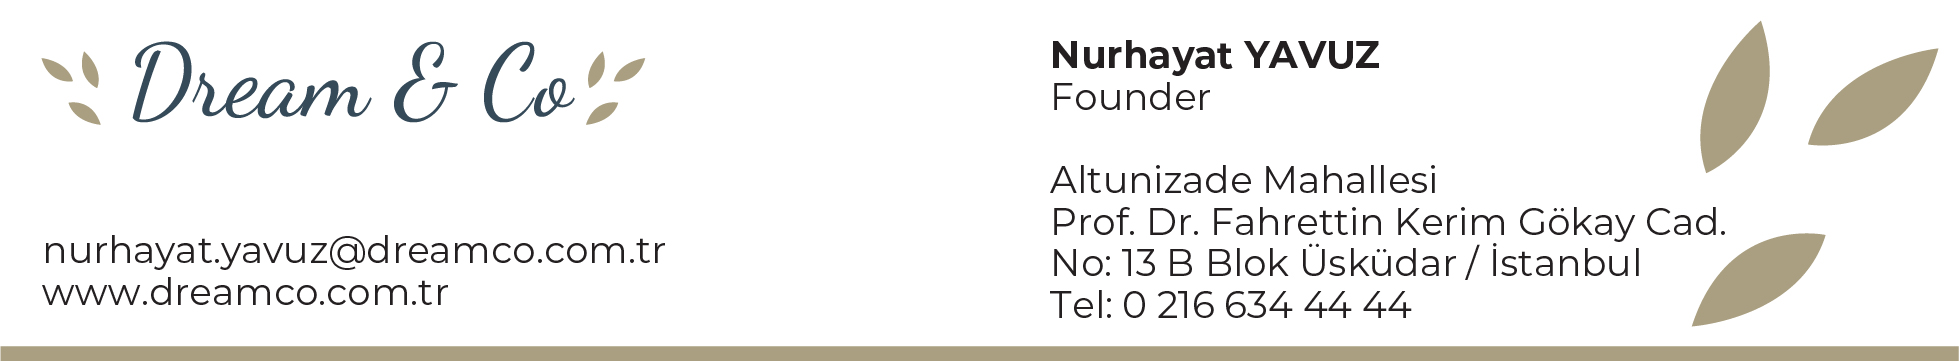 Dream & Co
nurhayat.yavuz@dreamco.com.tr
www.dreamco.com.tr
Nurhayat YAVUZ
Founder
Altunizade Mahallesi
Prof. Dr. Fahrettin Kerim Gökay Cad.
No: 13 B Blok Üsküdar / İstanbul
Tel: 0 216 634 44 44